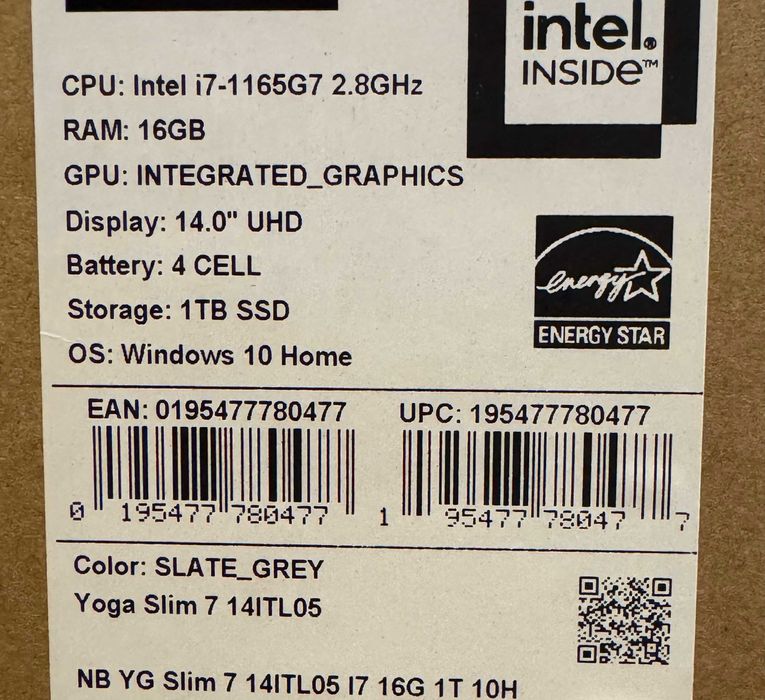 intel.®
INSIDe™
CPU: Intel i7-1165G7 2.8GHz
RAM: 16GB
GPU: INTEGRATED_GRAPHICS
Display: 14.0" UHD
Battery: 4 CELL
Storage: 1TB SSD
OS: Windows 10 Home
energy
ENERGY STAR
EAN: 0195477780477
UPC: 195477780477
0 195477 780477
1 95477 78047 7
Color: SLATE_GREY
Yoga Slim 7 14ITL05
NB YG Slim 7 14ITL05 I7 16G 1T 10H